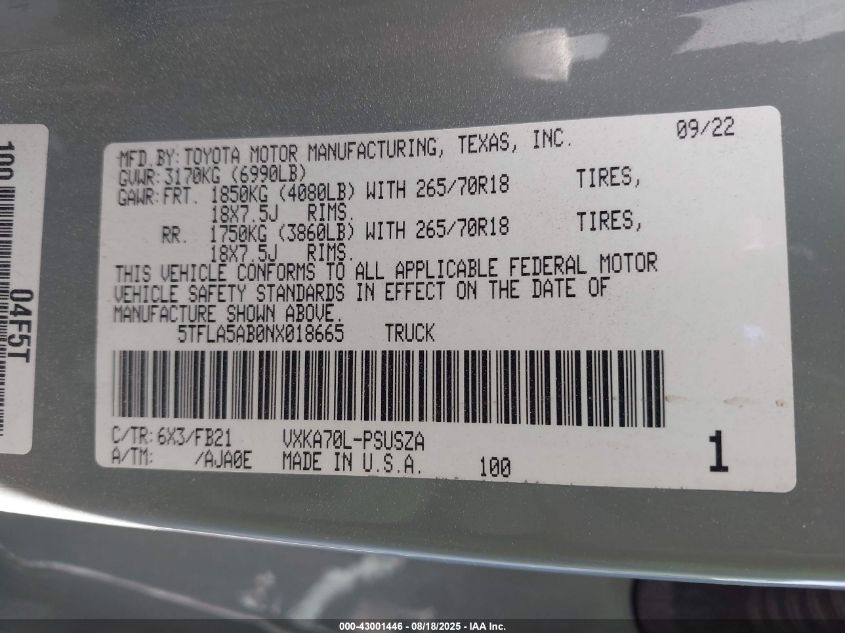 MFD.BY:TOYOTA MOTOR MANUFACTURING, TEXAS, INC. 09/22
GVWR:3170KG (6990LB)
GAWR:FRT. 1850KG (4080LB) WITH 265/70R18 TIRES,
18X7.5J RIMS.
RR. 1750KG (3860LB) WITH 265/70R18 TIRES,
18X7.5J RIMS.
THIS VEHICLE CONFORMS TO ALL APPLICABLE FEDERAL MOTOR
VEHICLE SAFETY STANDARDS IN EFFECT ON THE DATE OF
MANUFACTURE SHOWN ABOVE.
5TFLA5AB0NX018665 TRUCK
C/TR:6X3/FB21 VXKA70L-PSUSZA
A/TM: /AJA0E MADE IN U.S.A. 100 1
100
04F5T
000-43001446 - 08/18/2025 - IAA Inc.